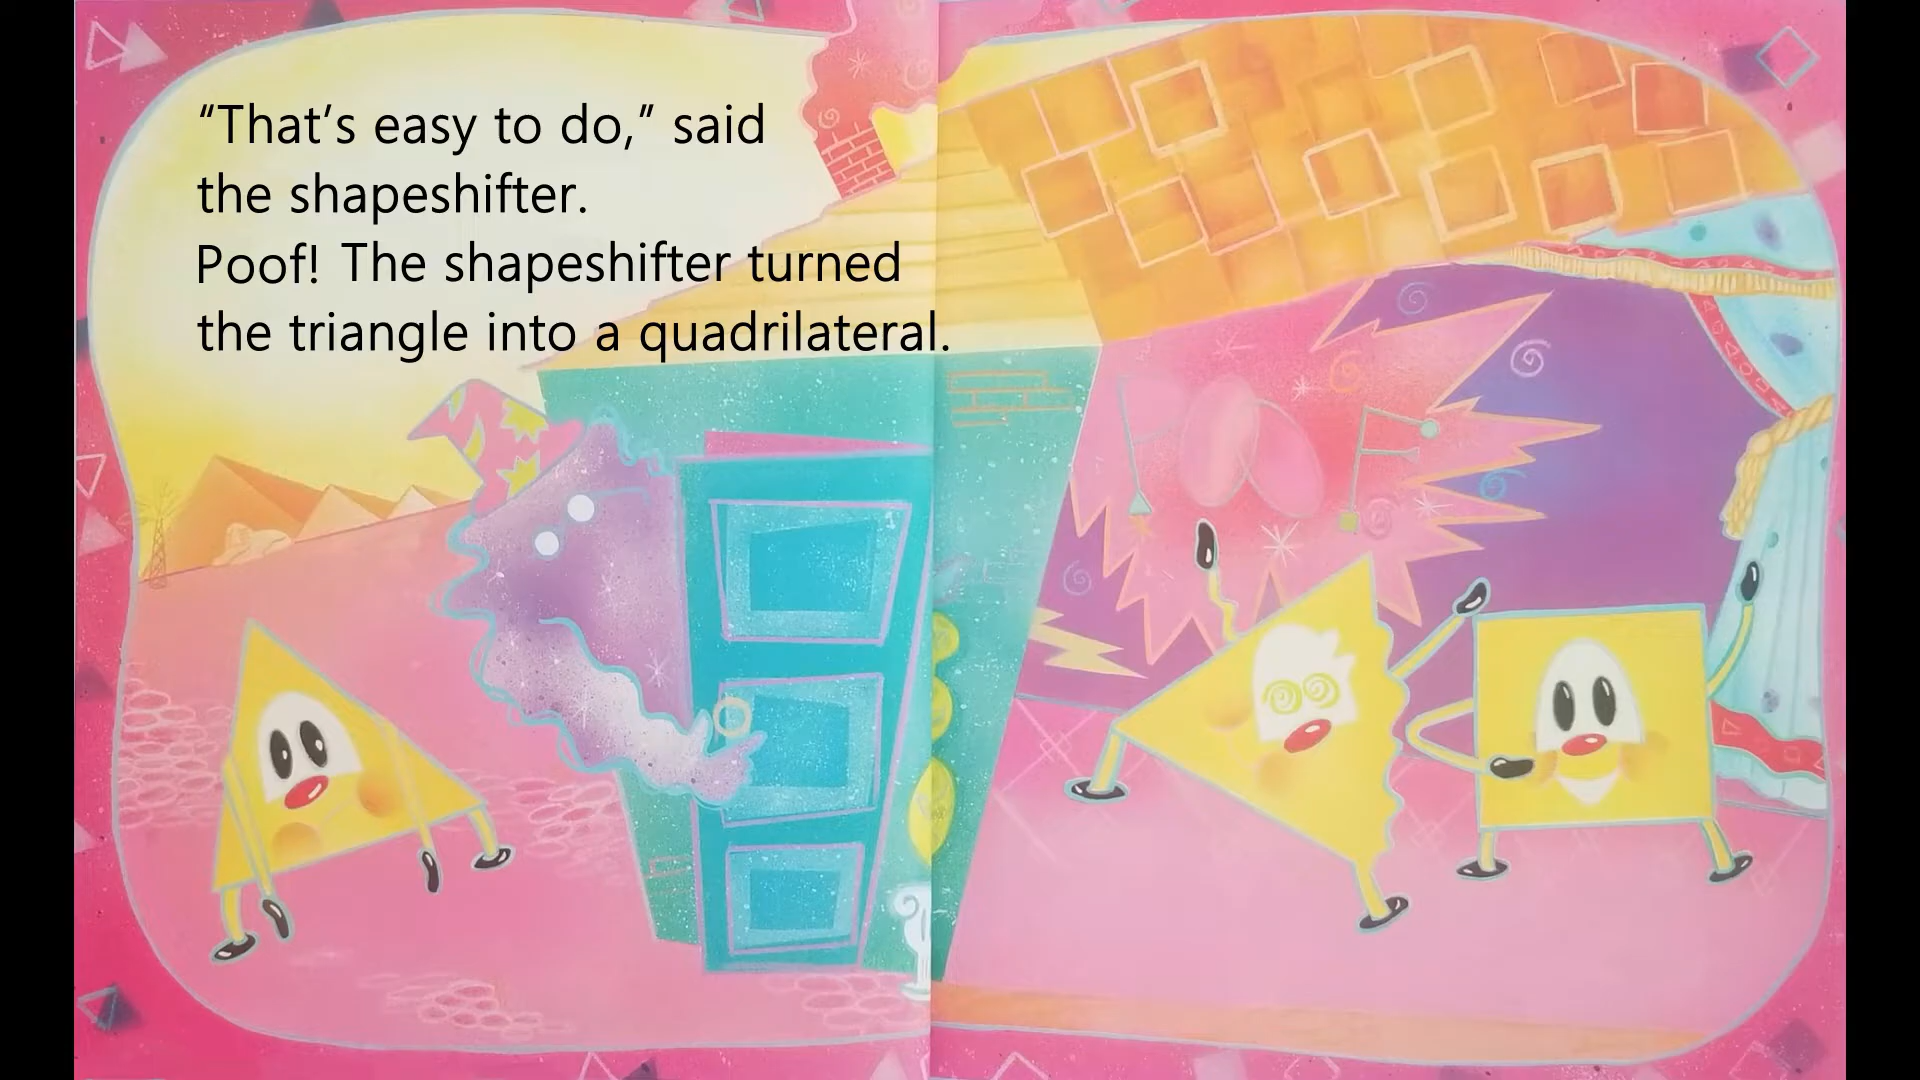 “That’s easy to do,” said
the shapeshifter.
Poof! The shapeshifter turned
the triangle into a quadrilateral.